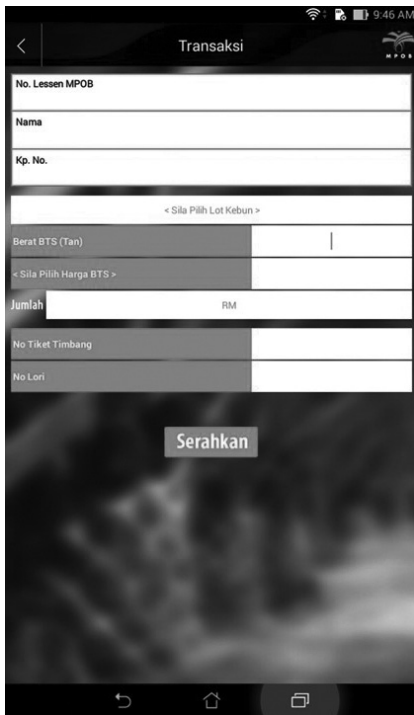 9:46 AM
Transaksi
MPOB
No. Lessen MPOB
Nama
Kp. No.
< Sila Pilih Lot Kebun >
Berat BTS (Tan)
< Sila Pilih Harga BTS >
Jumlah RM
No Tiket Timbang
No Lori
Serahkan